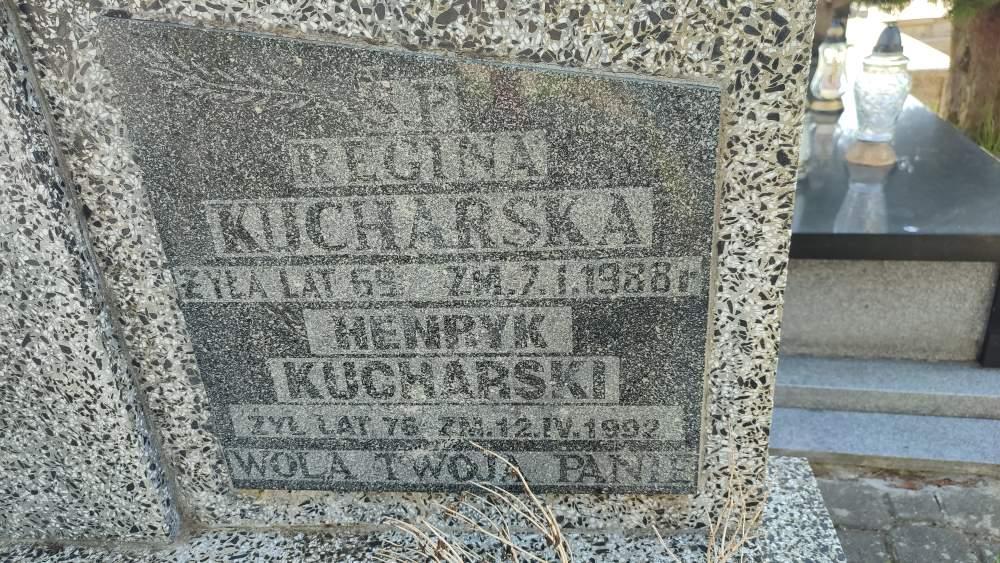 Ś P
REGINA
KUCHARSKA
ŻYŁA LAT 69 ZM. 7.I.1988 r
HENRYK
KUCHARSKI
ŻYŁ LAT 76 ZM. 12.IV.1992
WOLA TWOJA PANIE